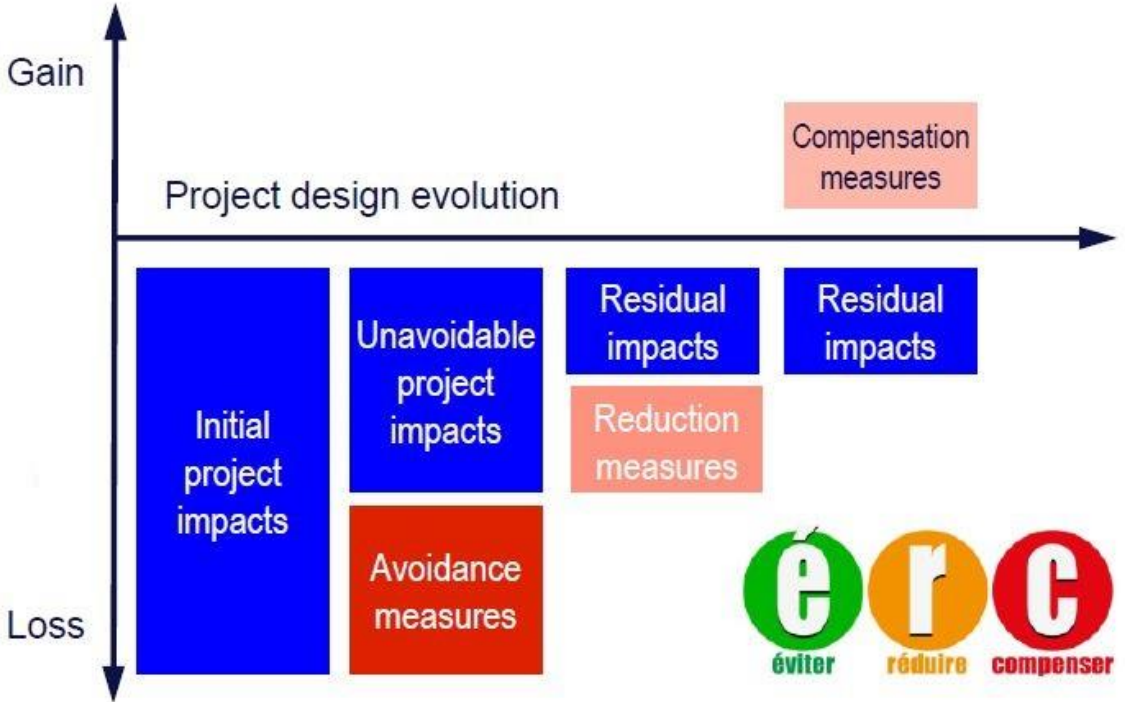 Gain
Compensation
measures
Project design evolution
Initial
project
impacts
Unavoidable
project
impacts
Avoidance
measures
Residual
impacts
Reduction
measures
Residual
impacts
Loss
é r c
éviter réduire compenser